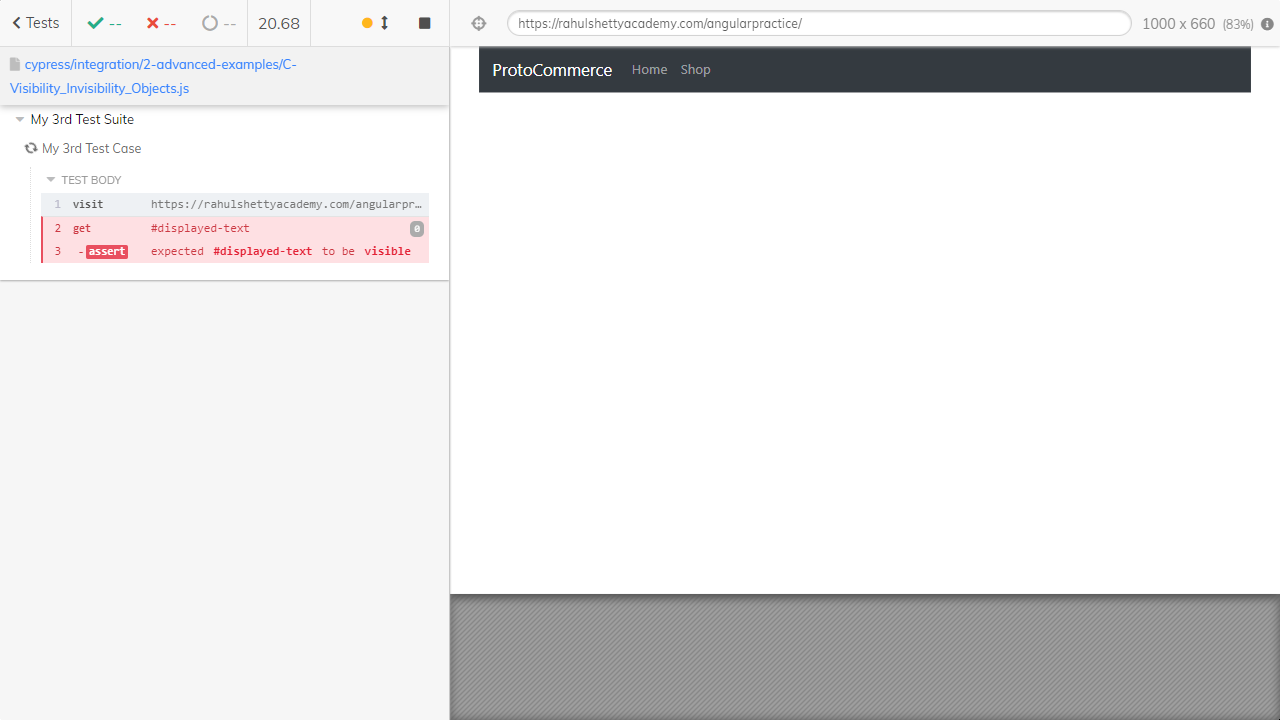 Tests
--
--
--
20.68
https://rahulshettyacademy.com/angularpractice/
1000 x 660 (83%)
cypress/integration/2-advanced-examples/C-
Visibility_Invisibility_Objects.js
My 3rd Test Suite
My 3rd Test Case
TEST BODY
1 visit https://rahulshettyacademy.com/angularpr…
2 get #displayed-text 0
3 -assert expected #displayed-text to be visible
ProtoCommerce Home Shop